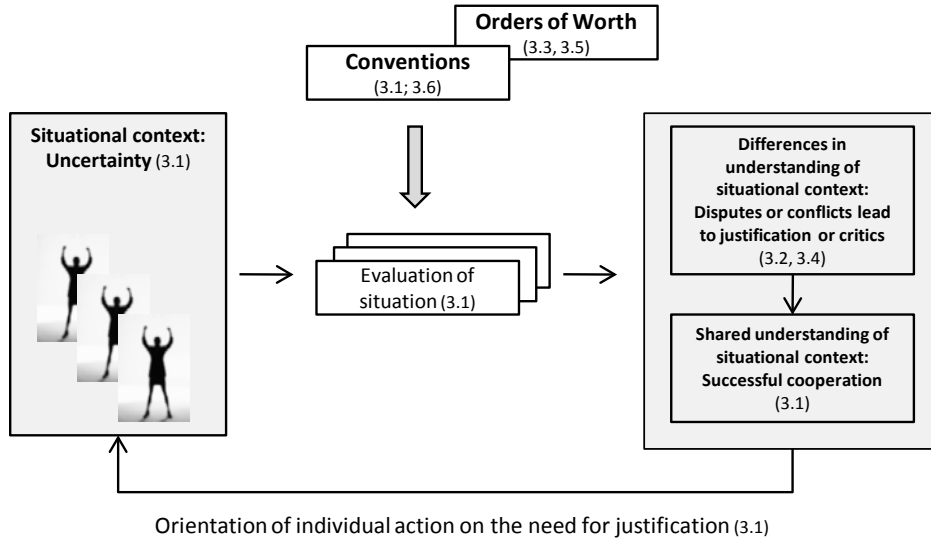 Orders of Worth
(3.3, 3.5)
Conventions
(3.1; 3.6)
Situational context:
Uncertainty (3.1)
Evaluation of
situation (3.1)
Differences in
understanding of
situational context:
Disputes or conflicts lead
to justification or critics
(3.2, 3.4)
Shared understanding of
situational context:
Successful cooperation
(3.1)
Orientation of individual action on the need for justification (3.1)